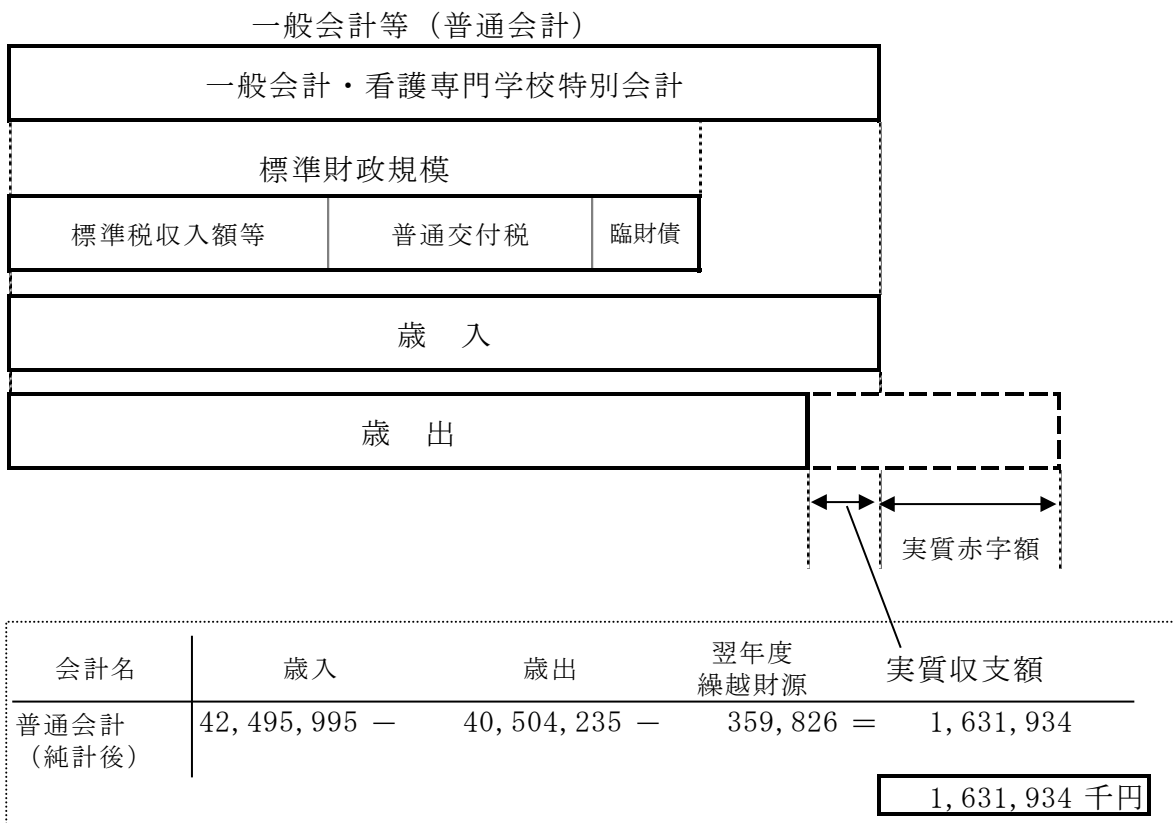 一般会計等（普通会計）
一般会計・看護専門学校特別会計
標準財政規模
標準税収入額等 普通交付税 臨財債
歳 入
歳 出
実質赤字額
会計名 歳入 歳出 翌年度 実質収支額
繰越財源
普通会計 42,495,995 － 40,504,235 － 359,826 ＝ 1,631,934
（純計後）
1,631,934 千円